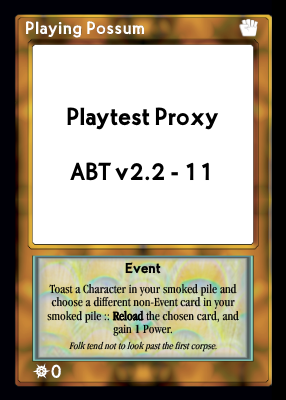 Playing Possum
Playtest Proxy
ABT v2.2 - 11
Event
Toast a Character in your smoked pile and
choose a different non-Event card in your
smoked pile :: Reload the chosen card, and
gain 1 Power.
Folk tend not to look past the first corpse.
0